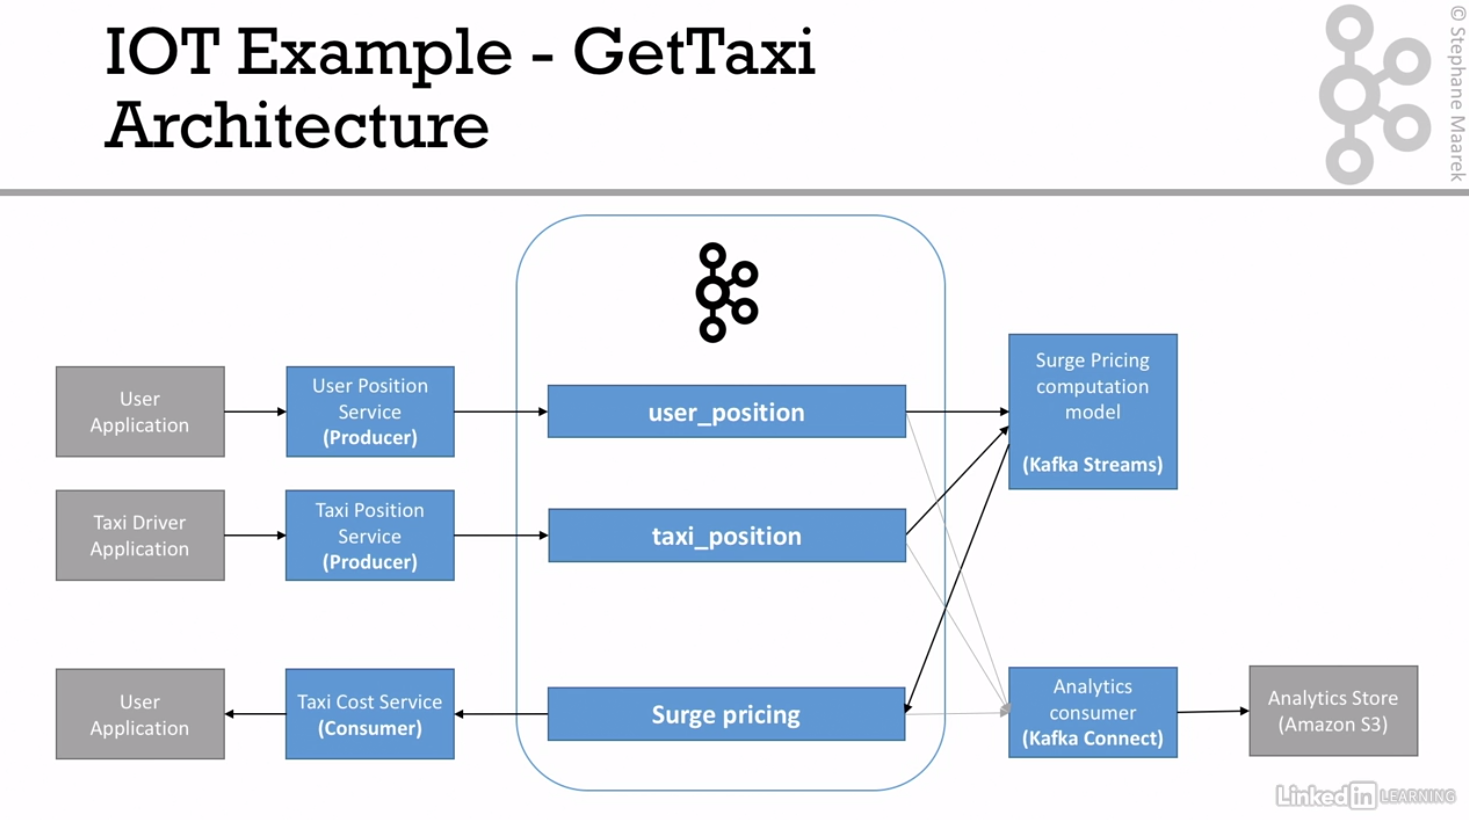 IOT Example - GetTaxi
Architecture
© Stephane Maarek
User
Application
User Position
Service
(Producer)
user_position
Surge Pricing
computation
model
(Kafka Streams)
Taxi Driver
Application
Taxi Position
Service
(Producer)
taxi_position
User
Application
Taxi Cost Service
(Consumer)
Surge pricing
Analytics
consumer
(Kafka Connect)
Analytics Store
(Amazon S3)
Linked in LEARNING